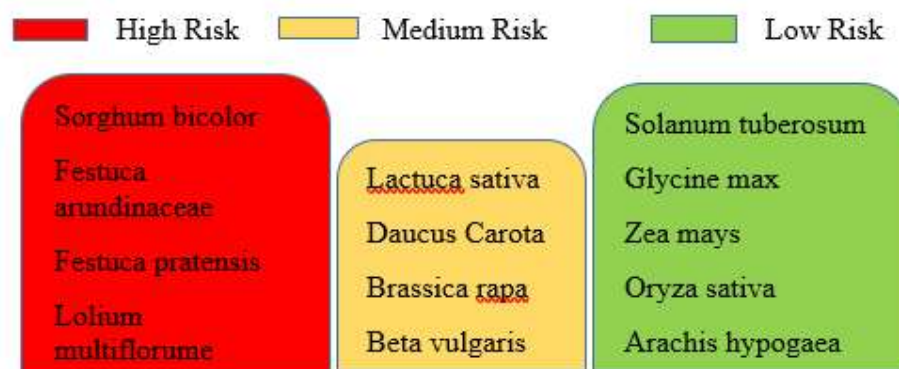 High Risk
Medium Risk
Low Risk
Sorghum bicolor
Festuca
arundinaceae
Festuca pratensis
Lolium
multiflorume
Lactuca sativa
Daucus Carota
Brassica rapa
Beta vulgaris
Solanum tuberosum
Glycine max
Zea mays
Oryza sativa
Arachis hypogaea